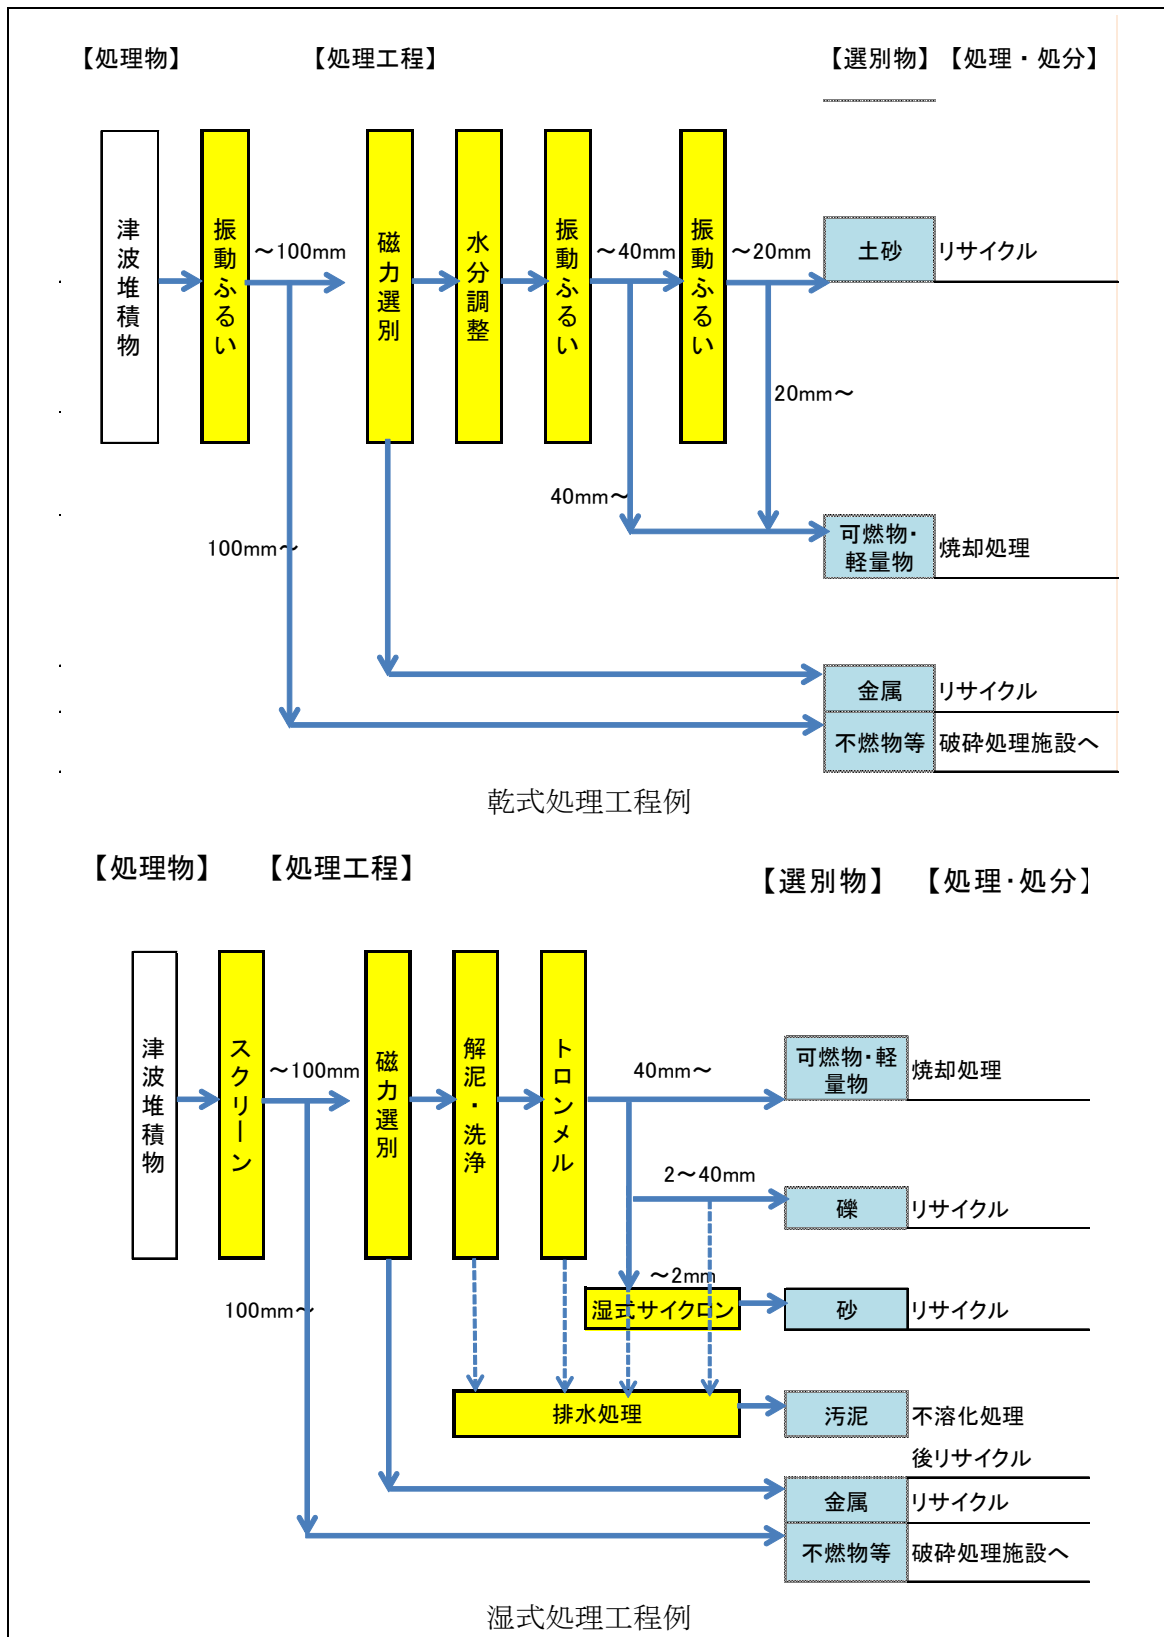 【処理物】
【処理工程】
【選別物】
【処理・処分】
津波堆積物
振動ふるい
～100mm
磁力選別
水分調整
振動ふるい
～40mm
振動ふるい
～20mm
土砂
リサイクル
20mm～
40mm～
100mm～
可燃物・
軽量物
焼却処理
金属
リサイクル
不燃物等
破砕処理施設へ
乾式処理工程例
【処理物】
【処理工程】
【選別物】
【処理・処分】
津波堆積物
スクリーン
～100mm
磁力選別
解泥・洗浄
トロンメル
40mm～
可燃物・軽
量物
焼却処理
2～40mm
礫
リサイクル
～2mm
100mm～
湿式サイクロン
砂
リサイクル
排水処理
汚泥
不溶化処理
後リサイクル
金属
リサイクル
不燃物等
破砕処理施設へ
湿式処理工程例